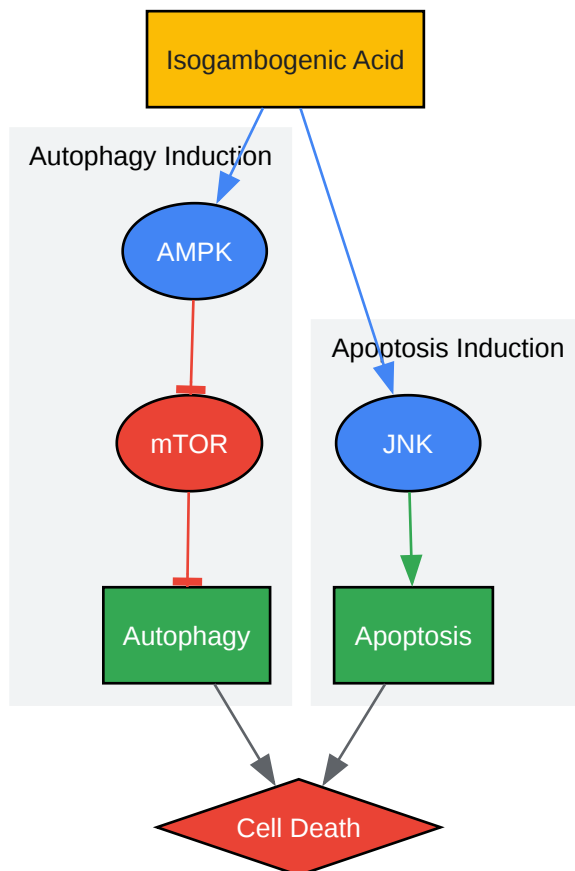 Isogambogenic Acid
Autophagy Induction
AMPK
Apoptosis Induction
mTOR
JNK
Autophagy
Apoptosis
Cell Death